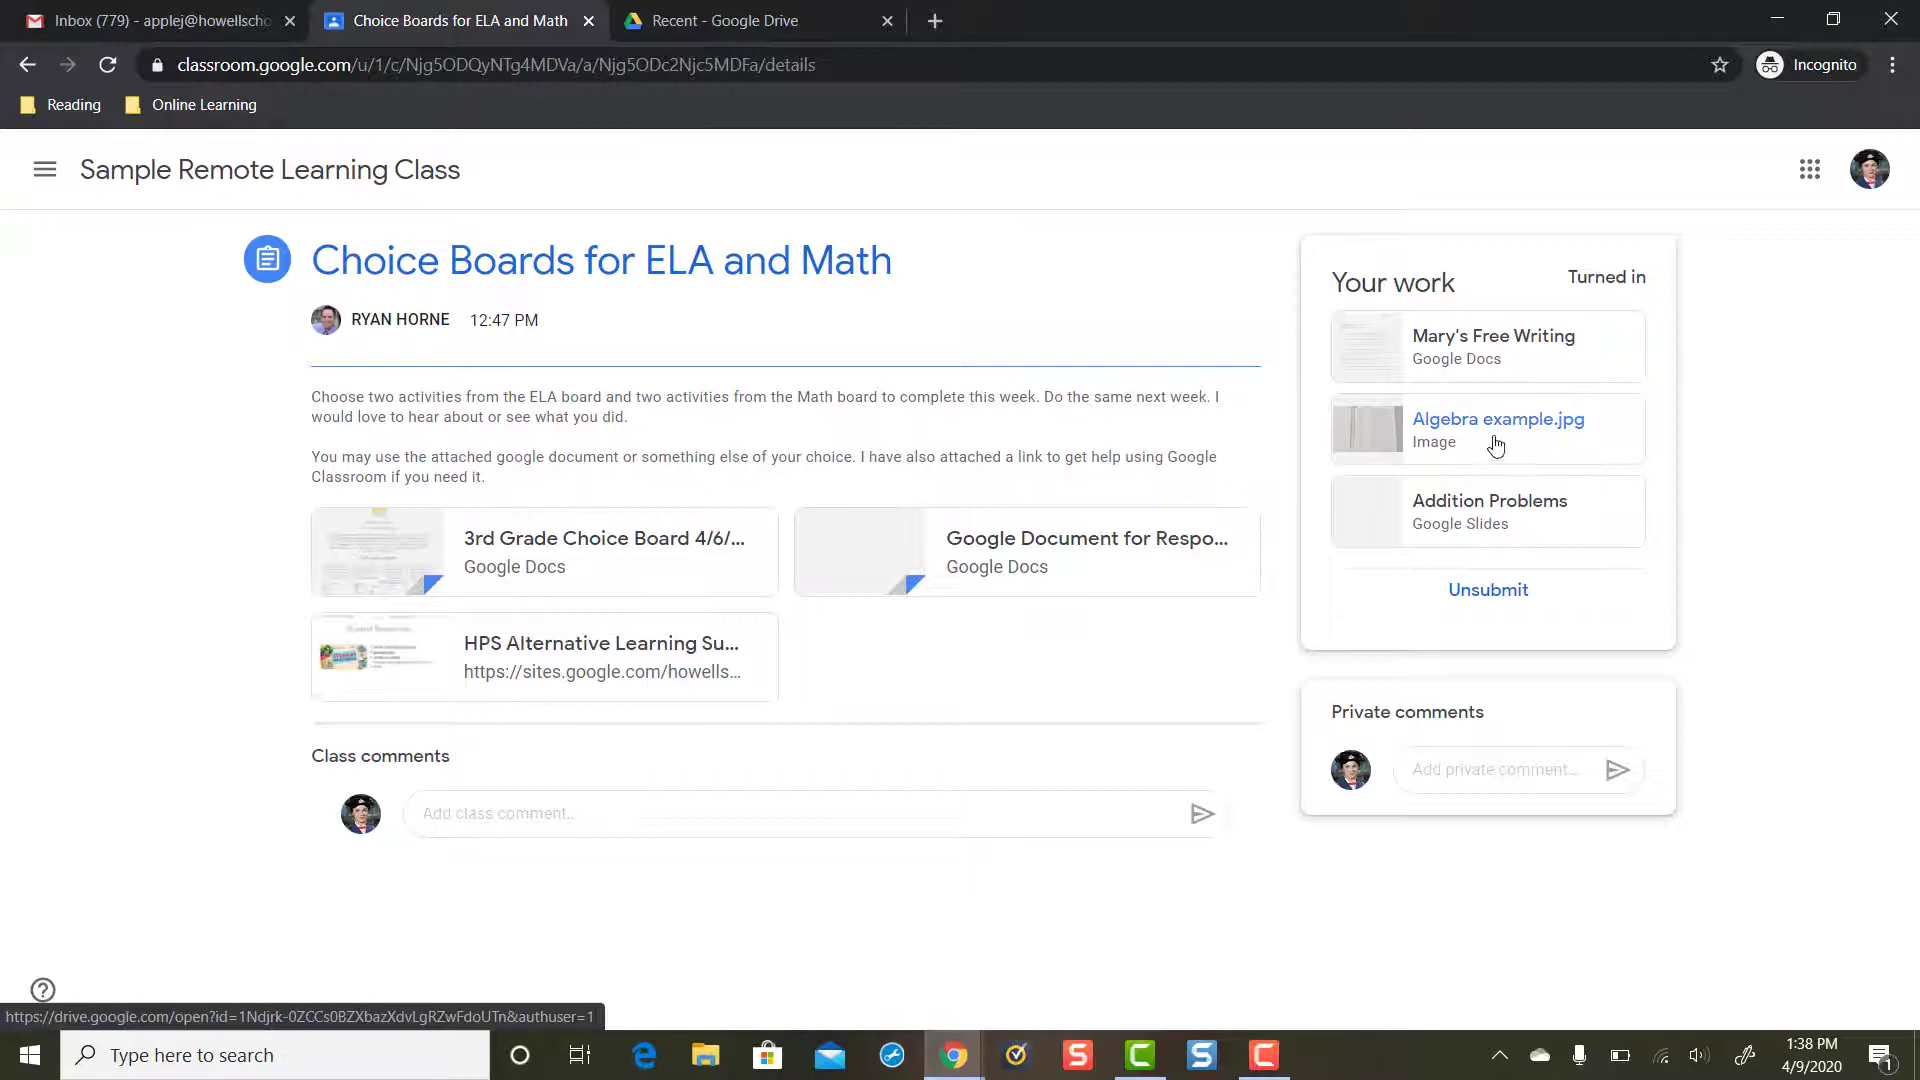 Inbox (779) - applej@howellscho
Choice Boards for ELA and Math
Recent - Google Drive
classroom.google.com/u/1/c/Njg5ODQyNTg4MDVa/a/Njg5ODc2Njc5MDFa/details
Incognito
Reading
Online Learning
Sample Remote Learning Class
Choice Boards for ELA and Math
RYAN HORNE 12:47 PM
Choose two activities from the ELA board and two activities from the Math board to complete this week. Do the same next week. I
would love to hear about or see what you did.
You may use the attached google document or something else of your choice. I have also attached a link to get help using Google
Classroom if you need it.
3rd Grade Choice Board 4/6/...
Google Docs
Google Document for Respo...
Google Docs
HPS Alternative Learning Su...
https://sites.google.com/howells...
Class comments
Add class comment...
Your work
Turned in
Mary's Free Writing
Google Docs
Algebra example.jpg
Image
Addition Problems
Google Slides
Unsubmit
Private comments
Add private comment...
https://drive.google.com/open?id=1Ndjrk-0ZCCs0BZXbazXdvLgRZwFdoUTn&authuser=1
Type here to search
1:38 PM
4/9/2020
1